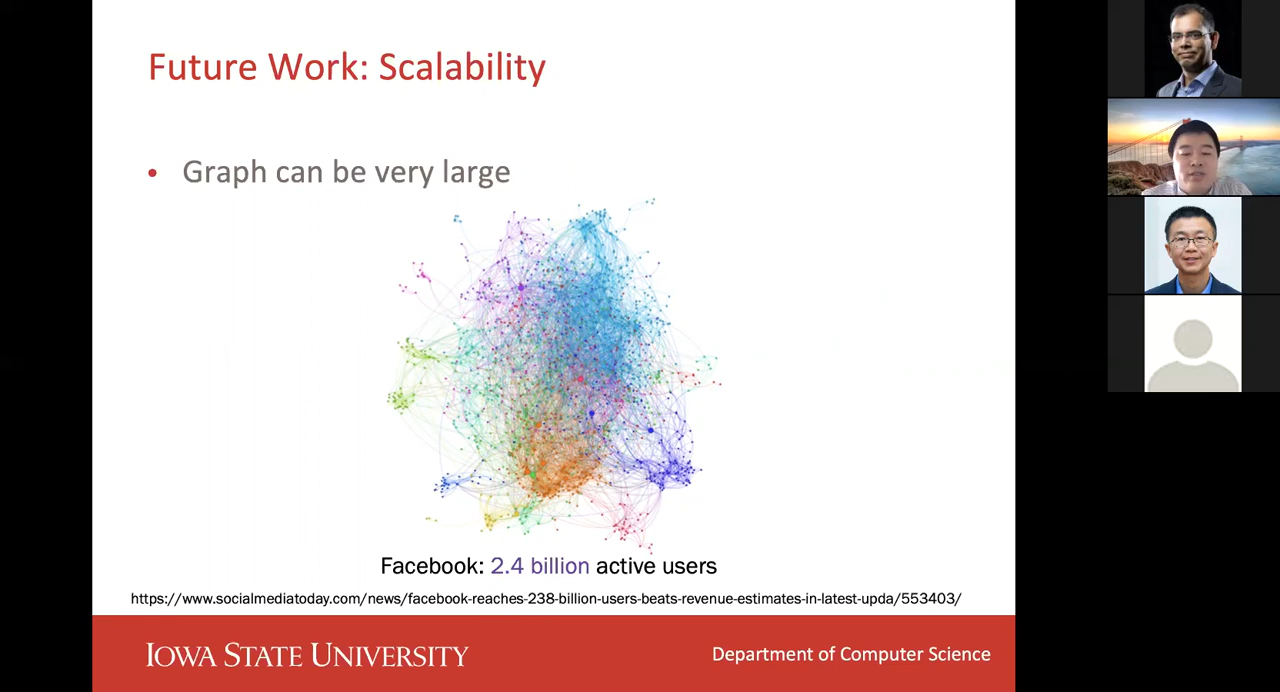 Future Work: Scalability
• Graph can be very large
Facebook: 2.4 billion active users
https://www.socialmediatoday.com/news/facebook-reaches-238-billion-users-beats-revenue-estimates-in-latest-upda/553403/
IOWA STATE UNIVERSITY
Department of Computer Science